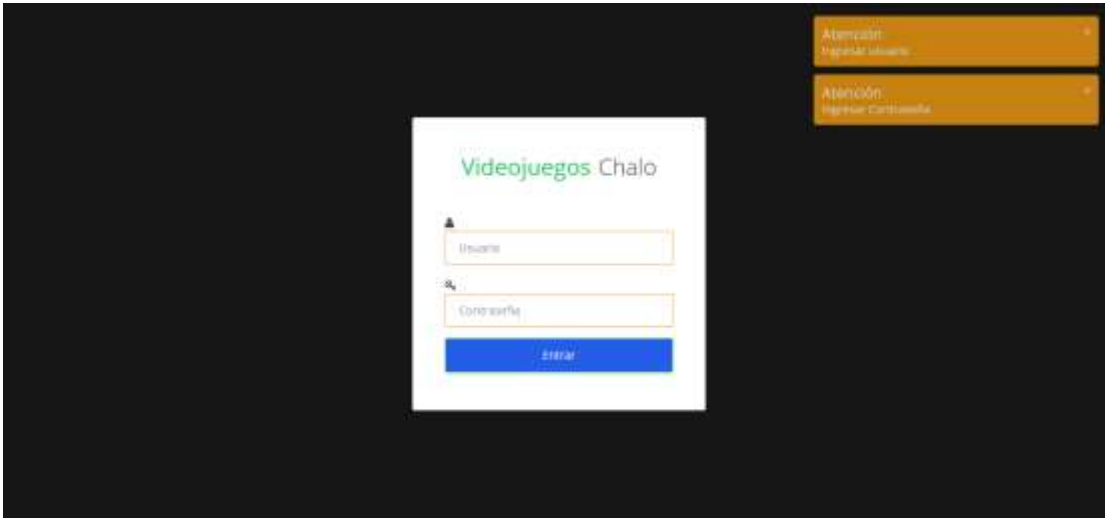 Atención
Ingresar usuario
Atención
Ingresar Contraseña
Videojuegos Chalo
Usuario
Contraseña
Entrar